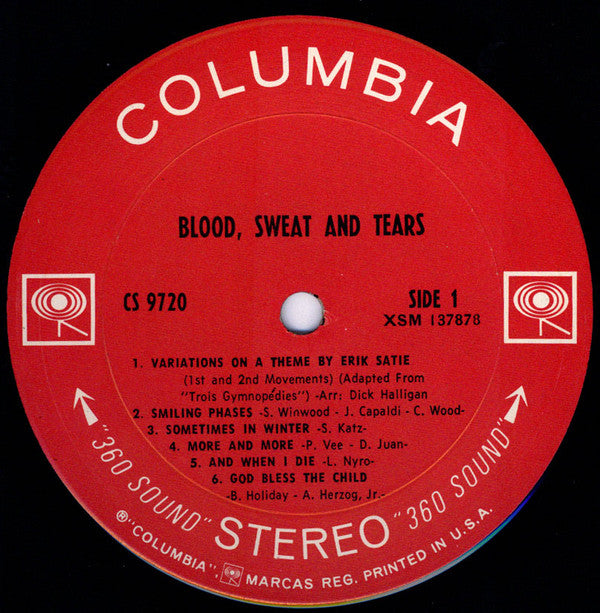 COLUMBIA
BLOOD, SWEAT AND TEARS
CS 9720
SIDE 1
XSM 137878
1. VARIATIONS ON A THEME BY ERIK SATIE
(1st and 2nd Movements) (Adapted From
"Trois Gymnopédies") -Arr: Dick Halligan
2. SMILING PHASES -S. Winwood - J. Capaldi - C. Wood-
3. SOMETIMES IN WINTER -S. Katz-
4. MORE AND MORE -P. Vee - D. Juan-
5. AND WHEN I DIE -L. Nyro-
6. GOD BLESS THE CHILD
-B. Holiday - A. Herzog, Jr.-
"360 SOUND" STEREO "360 SOUND"
® "COLUMBIA", MARCAS REG. PRINTED IN U.S.A.